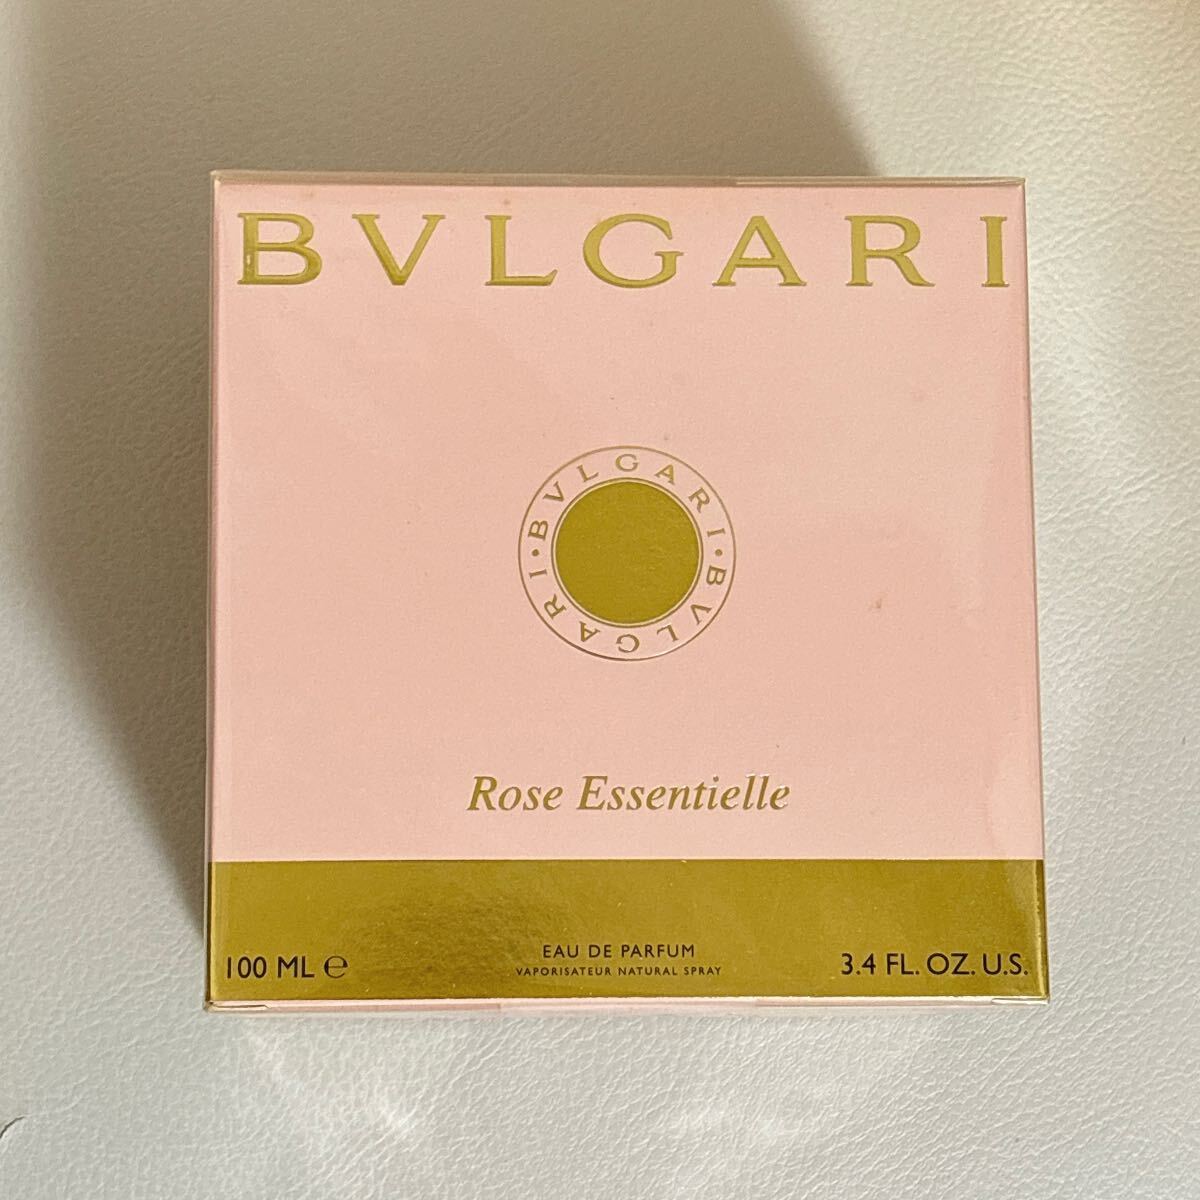 BVLGARI
BVLGARI · BVLGARI ·
Rose Essentielle
100 ML ℮
EAU DE PARFUM
VAPORISATEUR NATURAL SPRAY
3.4 FL. OZ. U.S.